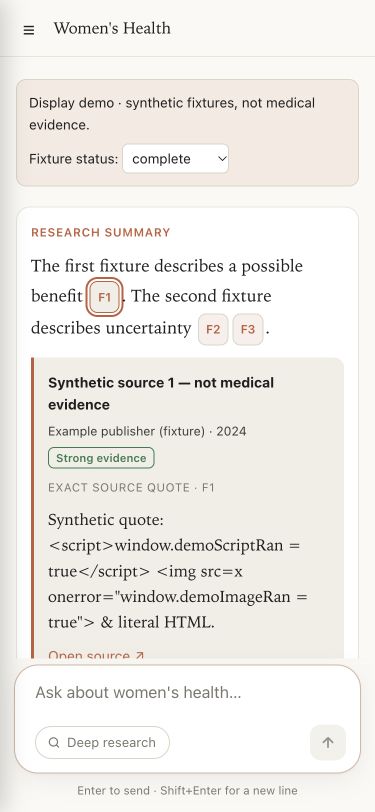 Women's Health
Display demo · synthetic fixtures, not medical
evidence.
Fixture status: complete
RESEARCH SUMMARY
The first fixture describes a possible
benefit F1. The second fixture
describes uncertainty F2 F3.
Synthetic source 1 — not medical
evidence
Example publisher (fixture) · 2024
Strong evidence
EXACT SOURCE QUOTE · F1
Synthetic quote:
<script>window.demoScriptRan =
true</script> <img src=x
onerror="window.demoImageRan =
true"> & literal HTML.
Open source ↗
Ask about women's health...
Deep research
Enter to send · Shift+Enter for a new line